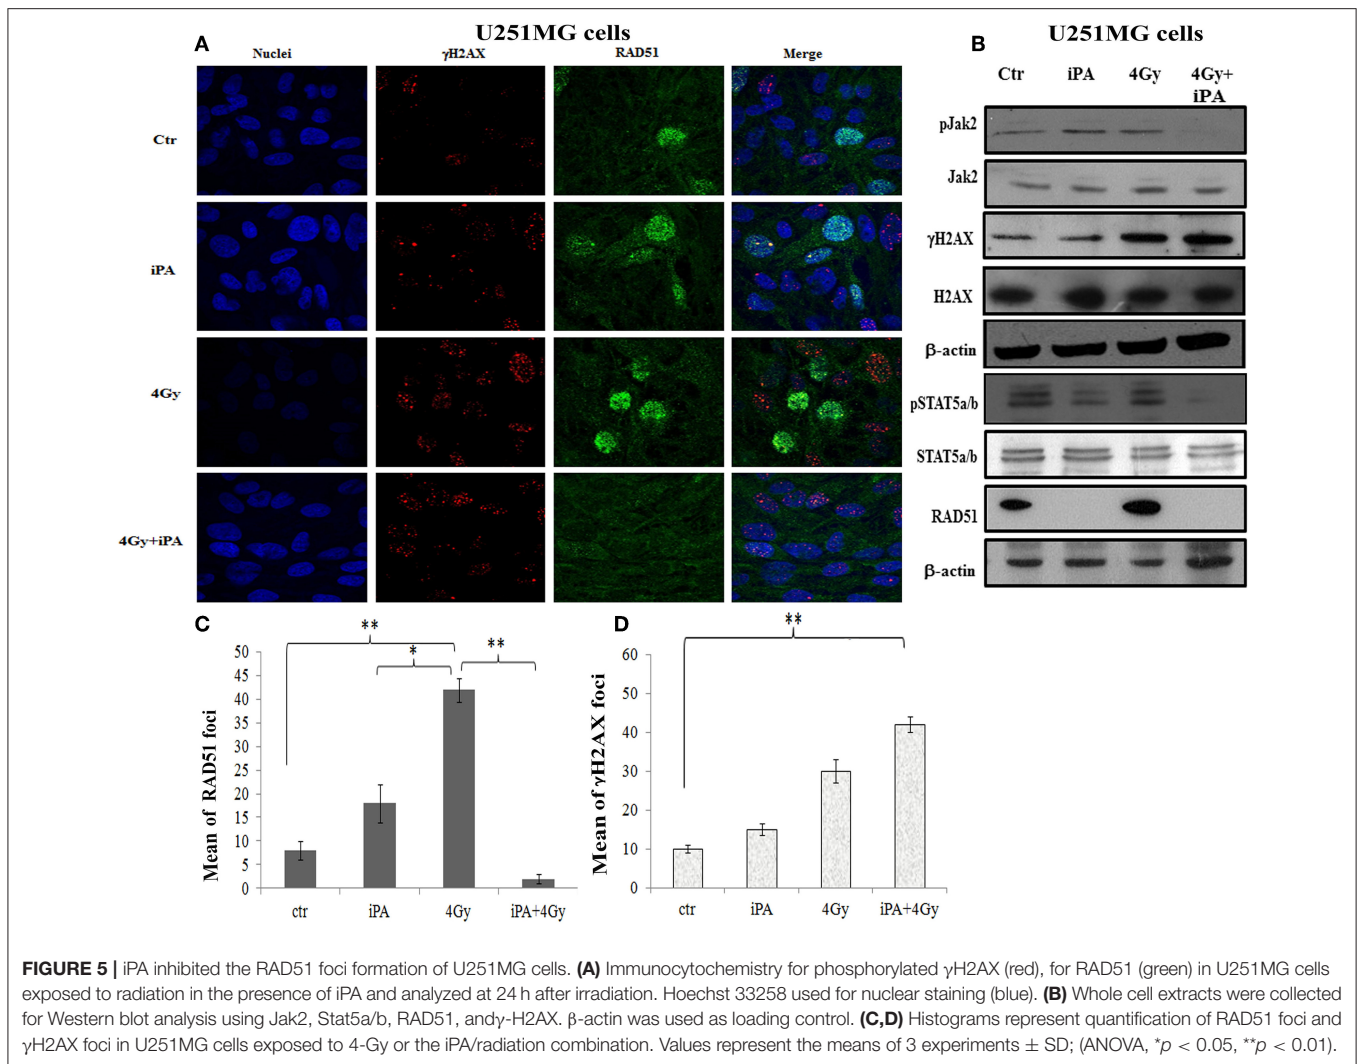 U251MG cells
A
Nuclei γH2AX RAD51 Merge
Ctr
iPA
4Gy
4Gy+iPA
B
U251MG cells
Ctr iPA 4Gy 4Gy+
iPA
pJak2
Jak2
γH2AX
H2AX
β-actin
pSTAT5a/b
STAT5a/b
RAD51
β-actin
C
**
*
**
50
45
40
35
30
25
20
15
10
5
0
Mean of RAD51 foci
ctr iPA 4Gy iPA+4Gy
D
**
60
50
40
30
20
10
0
Mean of γH2AX foci
ctr iPA 4Gy iPA+4Gy
FIGURE 5 | iPA inhibited the RAD51 foci formation of U251MG cells. (A) Immunocytochemistry for phosphorylated γH2AX (red), for RAD51 (green) in U251MG cells
exposed to radiation in the presence of iPA and analyzed at 24 h after irradiation. Hoechst 33258 used for nuclear staining (blue). (B) Whole cell extracts were collected
for Western blot analysis using Jak2, Stat5a/b, RAD51, andγ-H2AX. β-actin was used as loading control. (C,D) Histograms represent quantification of RAD51 foci and
γH2AX foci in U251MG cells exposed to 4-Gy or the iPA/radiation combination. Values represent the means of 3 experiments ± SD; (ANOVA, *p < 0.05, **p < 0.01).